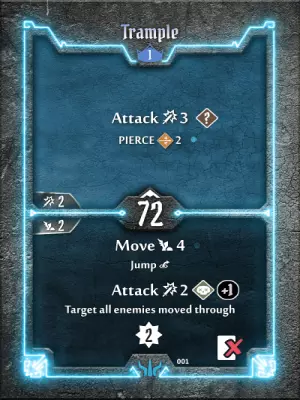 Trample
1
Attack 3 ?
PIERCE 2
2
72
2
Move 4
Jump
Attack 2 +1
Target all enemies moved through
2
001